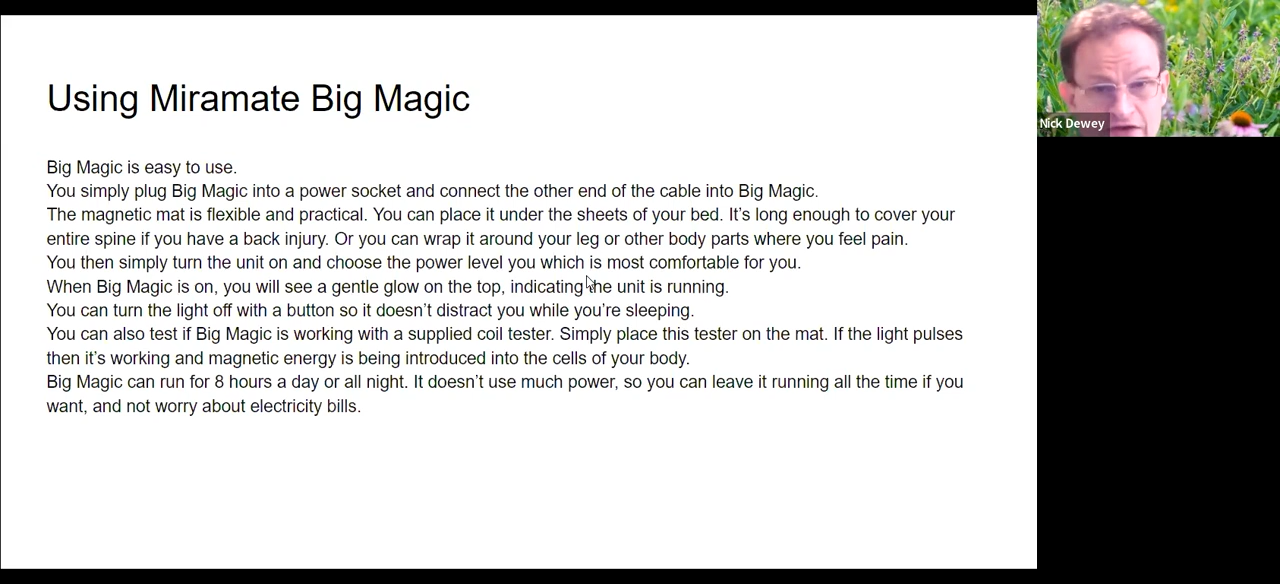 Using Miramate Big Magic
Big Magic is easy to use.
You simply plug Big Magic into a power socket and connect the other end of the cable into Big Magic.
The magnetic mat is flexible and practical. You can place it under the sheets of your bed. It's long enough to cover your
entire spine if you have a back injury. Or you can wrap it around your leg or other body parts where you feel pain.
You then simply turn the unit on and choose the power level you which is most comfortable for you.
When Big Magic is on, you will see a gentle glow on the top, indicating the unit is running.
You can turn the light off with a button so it doesn't distract you while you're sleeping.
You can also test if Big Magic is working with a supplied coil tester. Simply place this tester on the mat. If the light pulses
then it's working and magnetic energy is being introduced into the cells of your body.
Big Magic can run for 8 hours a day or all night. It doesn't use much power, so you can leave it running all the time if you
want, and not worry about electricity bills.
Nick Dewey